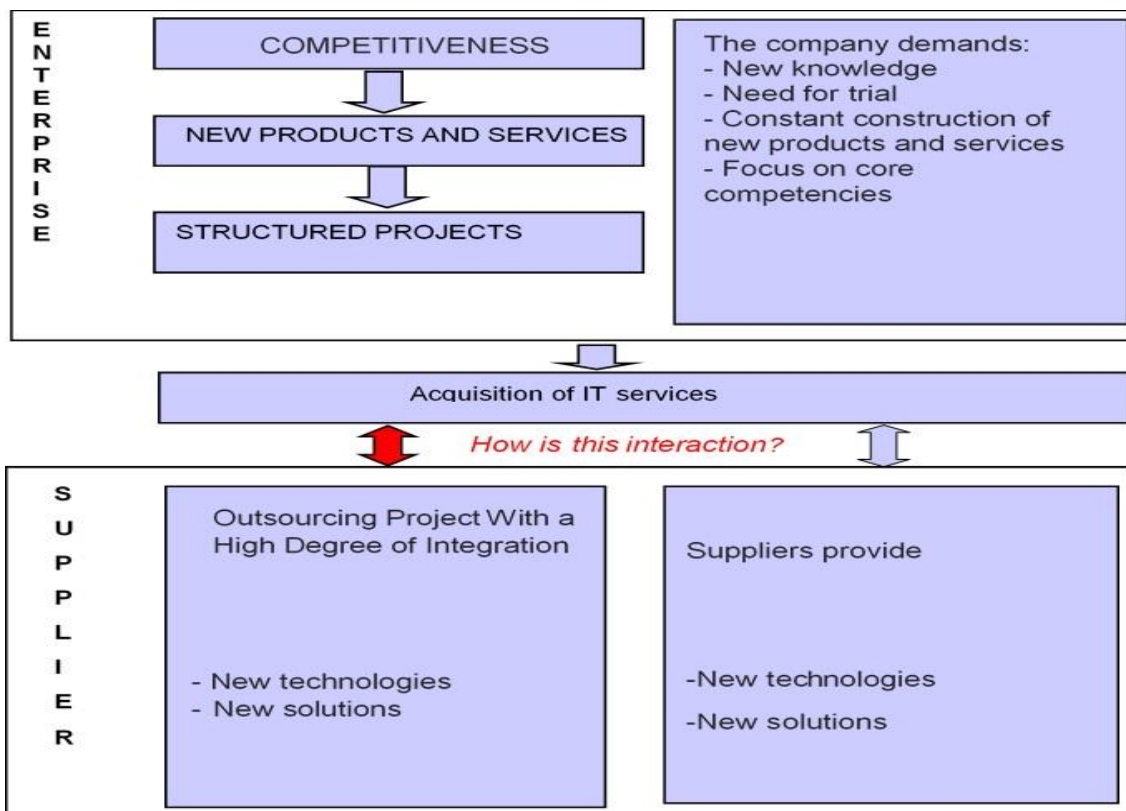 ENTERPRISE
COMPETITIVENESS
NEW PRODUCTS AND SERVICES
STRUCTURED PROJECTS
The company demands:
- New knowledge
- Need for trial
- Constant construction of
new products and services
- Focus on core
competencies
Acquisition of IT services
How is this interaction?
SUPPLIER
Outsourcing Project With a
High Degree of Integration
- New technologies
- New solutions
Suppliers provide
-New technologies
-New solutions